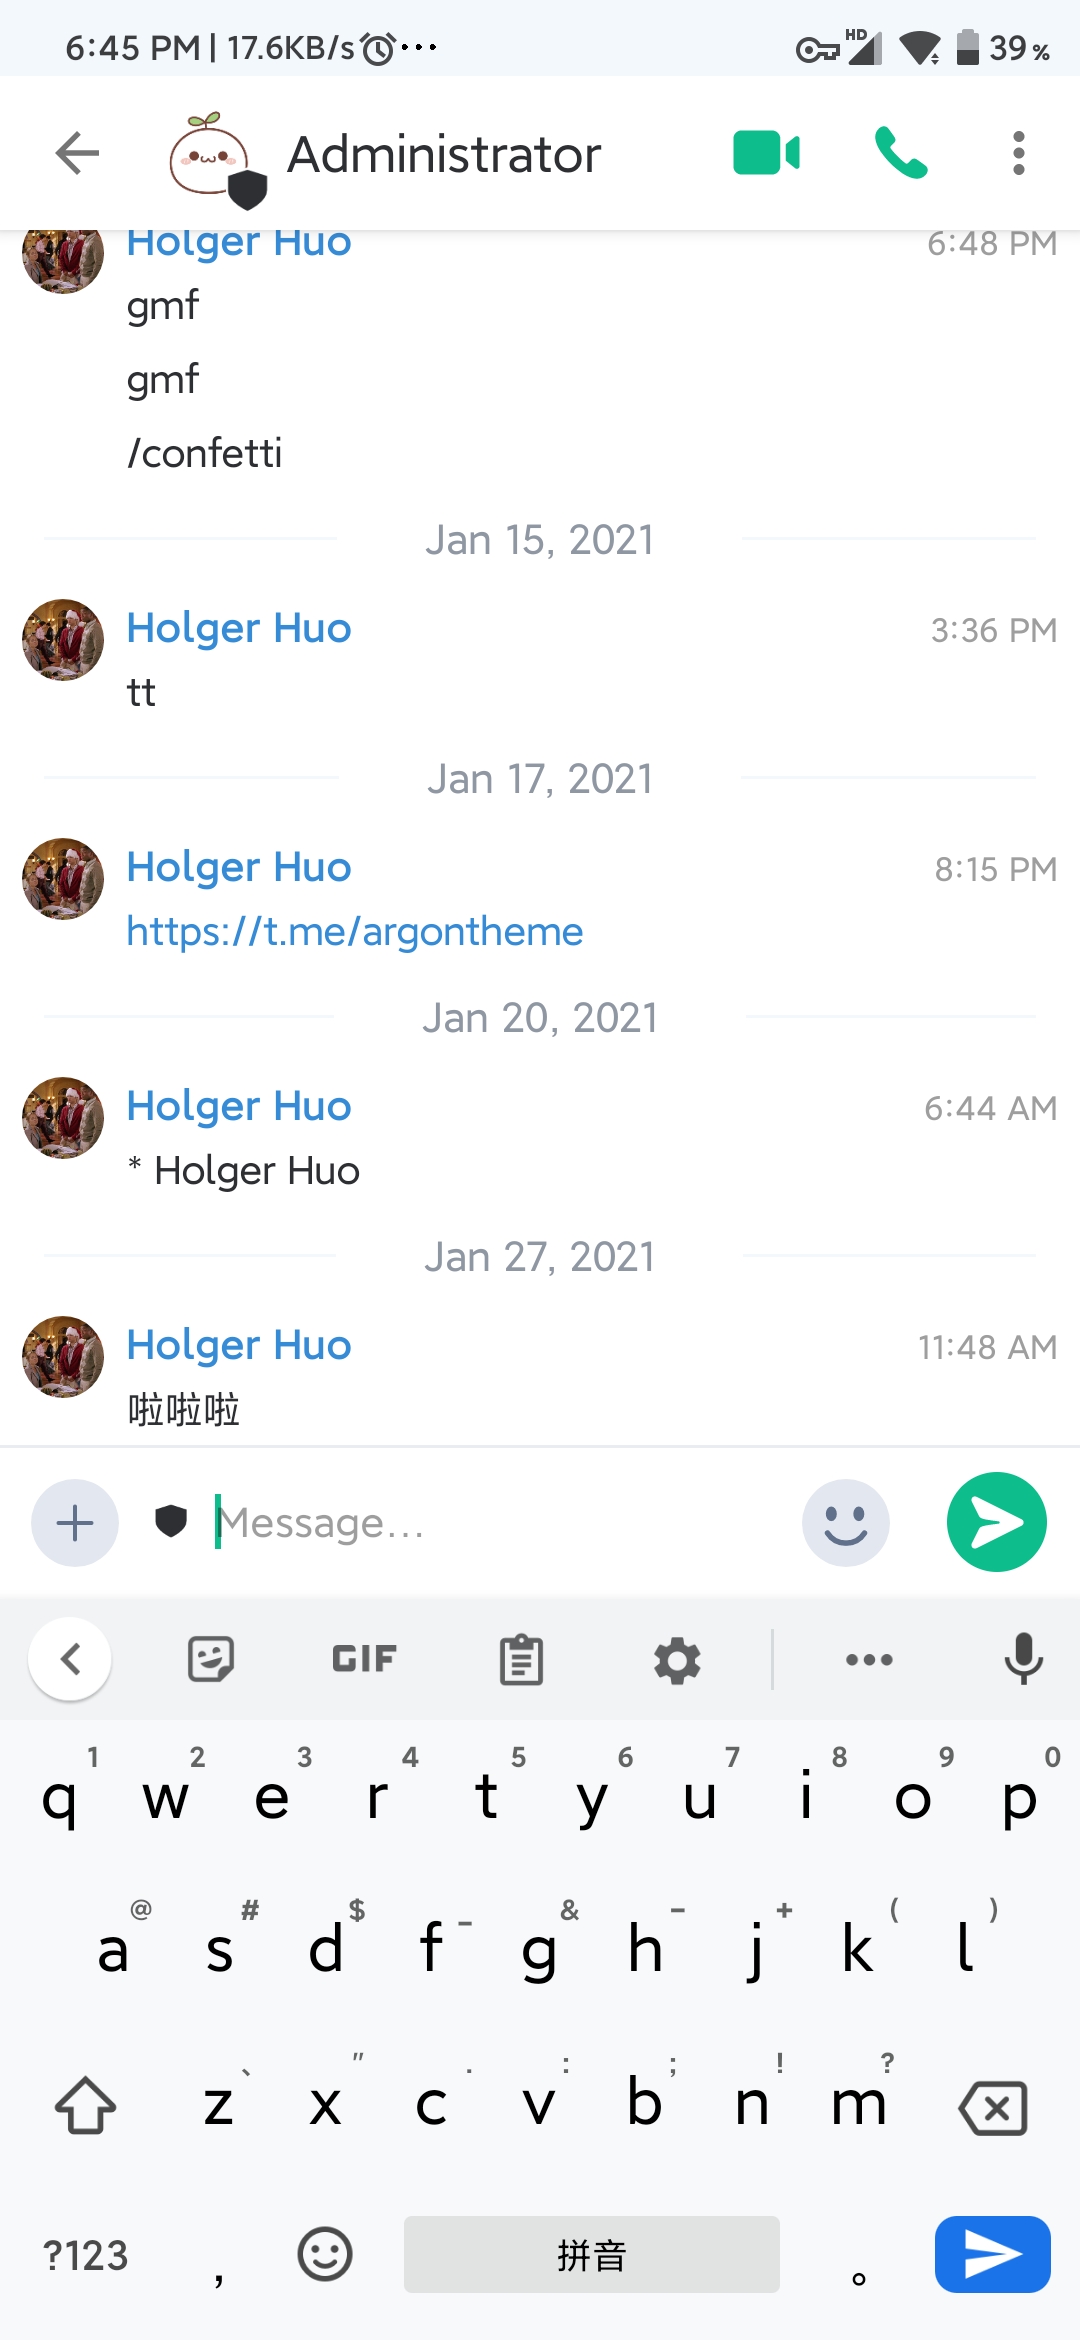 6:45 PM | 17.6KB/s ...
HD 39 %
Administrator
Holger Huo 6:48 PM
gmf
gmf
/confetti
Jan 15, 2021
Holger Huo 3:36 PM
tt
Jan 17, 2021
Holger Huo 8:15 PM
https://t.me/argontheme
Jan 20, 2021
Holger Huo 6:44 AM
* Holger Huo
Jan 27, 2021
Holger Huo 11:48 AM
啦啦啦
Message...
GIF
1 2 3 4 5 6 7 8 9 0
q w e r t y u i o p
@ # $ _ & - + ( )
a s d f g h j k l
、 " . : ; ! ?
z x c v b n m
?123 , 拼音 。